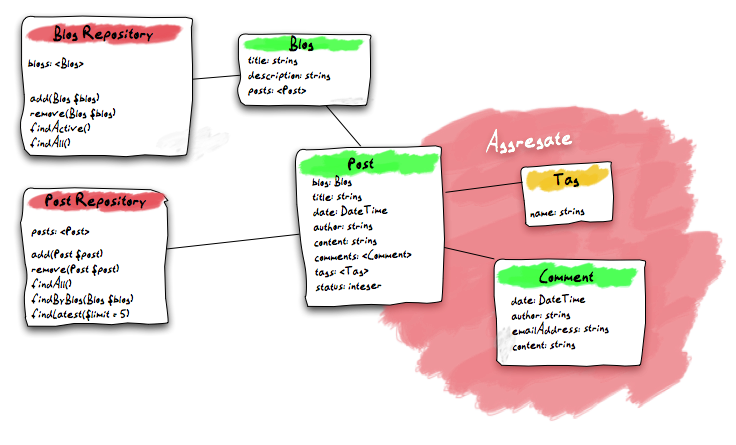 Blog Repository
blogs: <Blog>
add(Blog $blog)
remove(Blog $blog)
findActive()
findAll()
Blog
title: string
description: string
posts: <Post>
Aggregate
Post
blog: Blog
title: string
date: DateTime
author: string
content: string
comments: <Comment>
tags: <Tag>
status: integer
Tag
name: string
Post Repository
posts: <Post>
add(Post $post)
remove(Post $post)
findAll()
findByBlog(Blog $blog)
findLatest($limit = 5)
Comment
date: DateTime
author: string
emailAddress: string
content: string